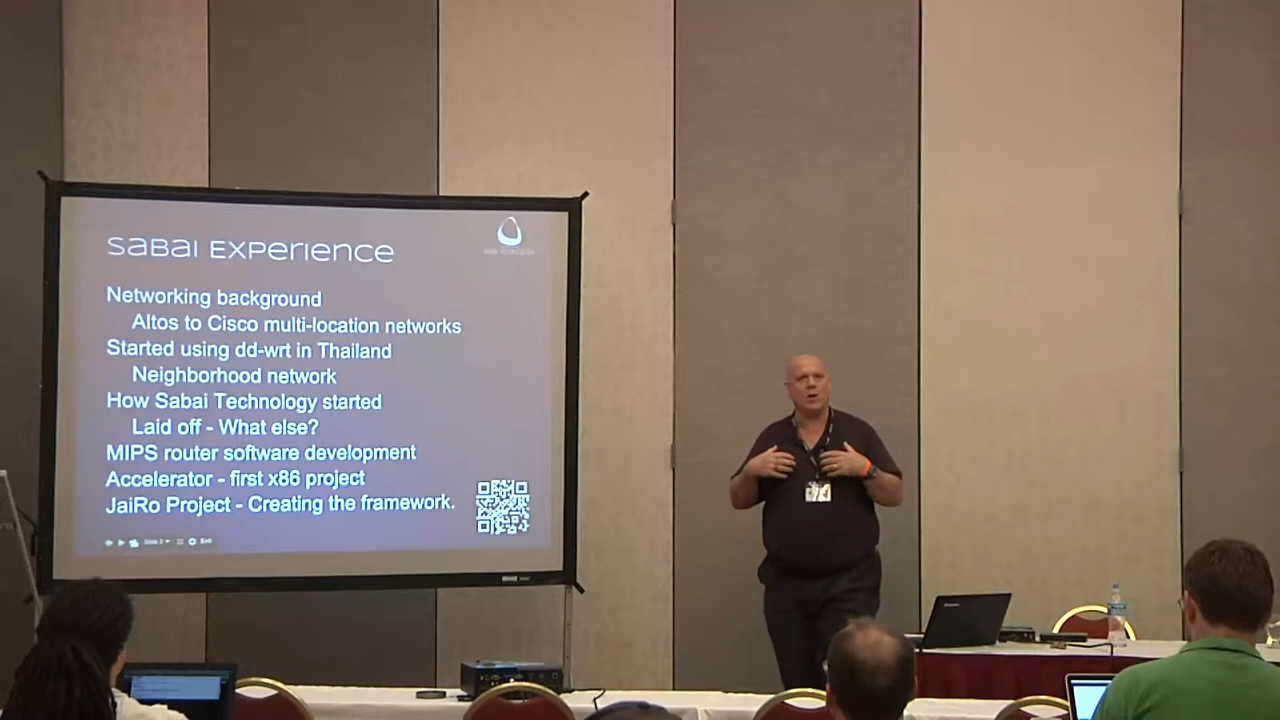 Sabai Experience
Networking background
Altos to Cisco multi-location networks
Started using dd-wrt in Thailand
Neighborhood network
How Sabai Technology started
Laid off - What else?
MIPS router software development
Accelerator - first x86 project
JaiRo Project - Creating the framework.
Exit